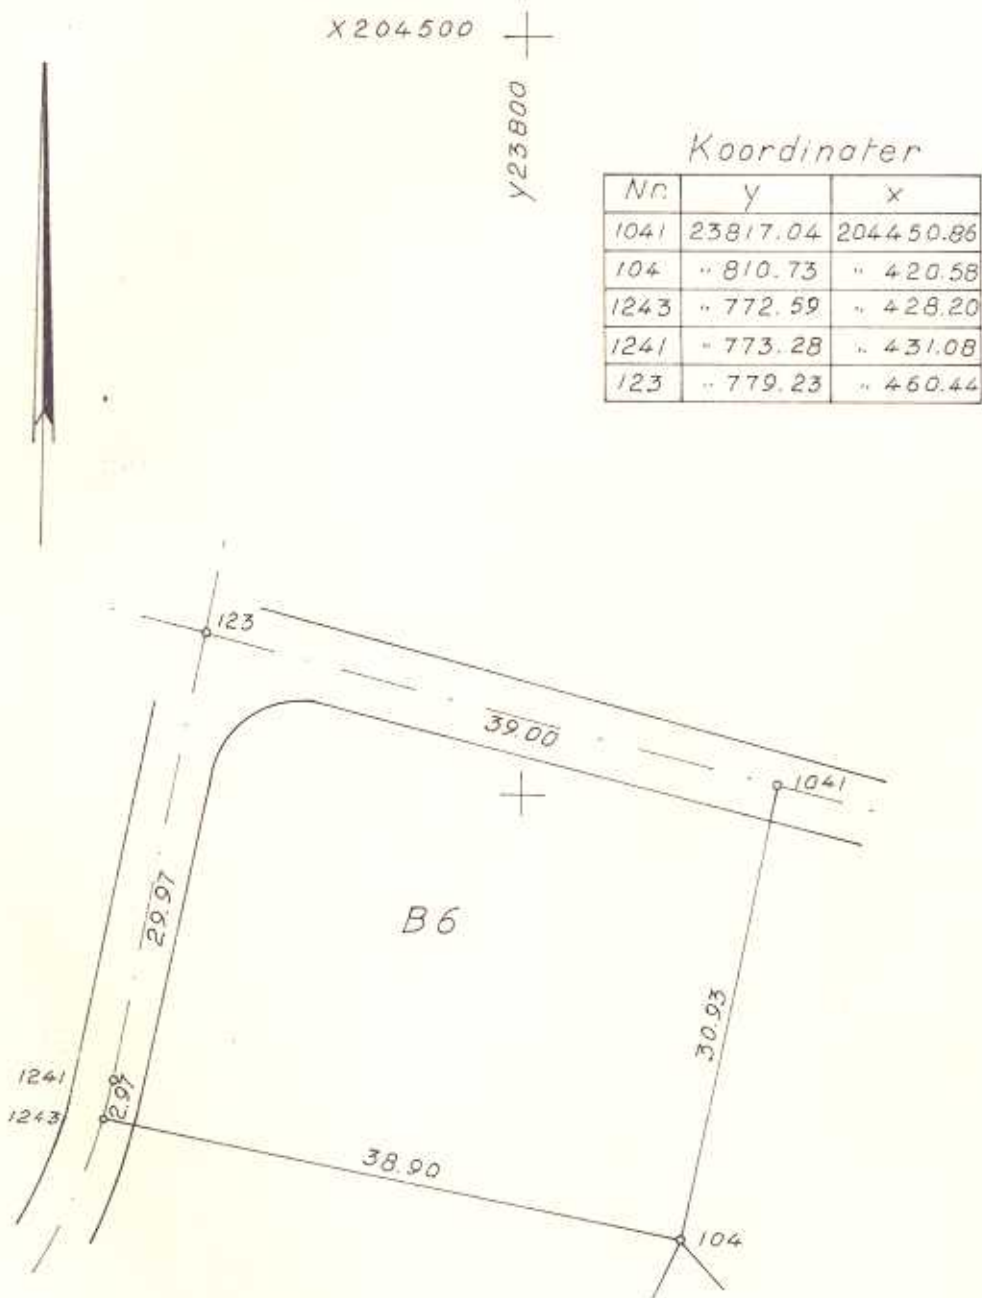 X204500
Y23800
Koordinater
Nr. y x
1041 23817.04 204450.86
104 " 810.73 " 420.58
1243 " 772.59 " 428.20
1241 " 773.28 " 431.08
123 " 779.23 " 460.44
123
39.00
1041
29.97
B6
30.93
1241
2.97
1243
38.90
104